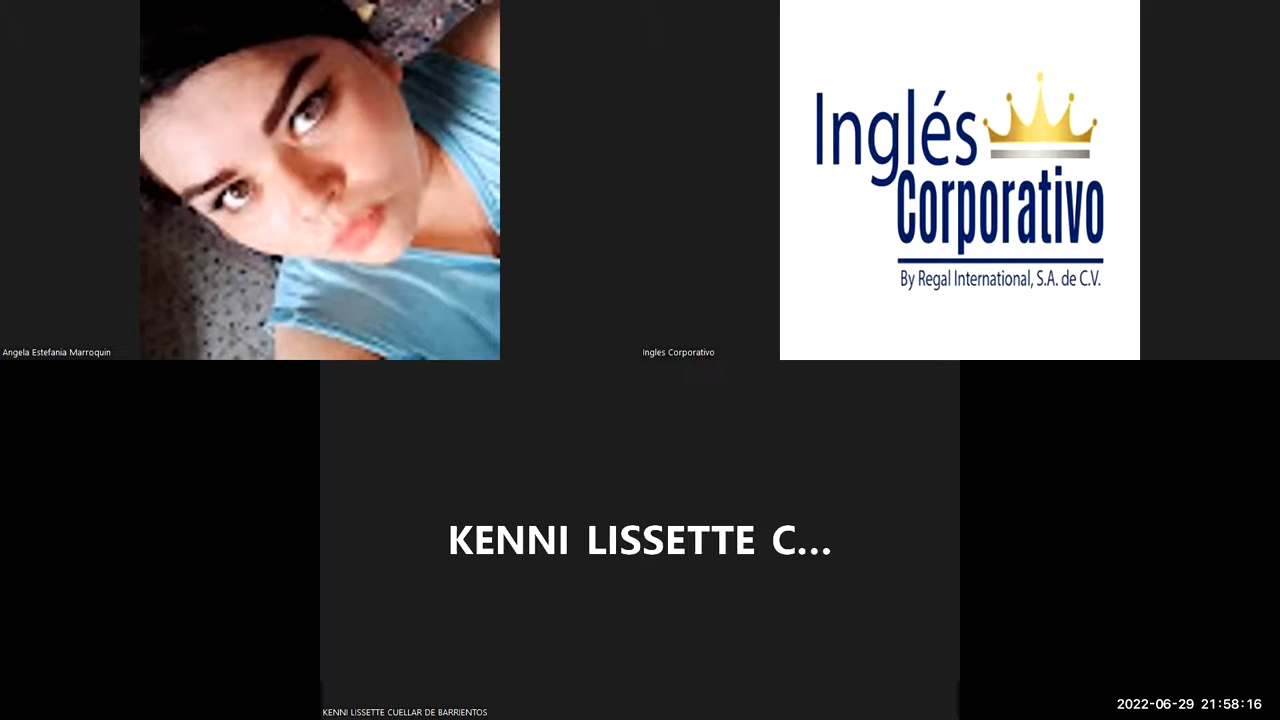 Inglés
Corporativo
By Regal International, S.A. de C.V.
Angela Estefania Marroquin
Ingles Corporativo
KENNI LISSETTE C...
KENNI LISSETTE CUELLAR DE BARRIENTOS
2022-06-29 21:58:16